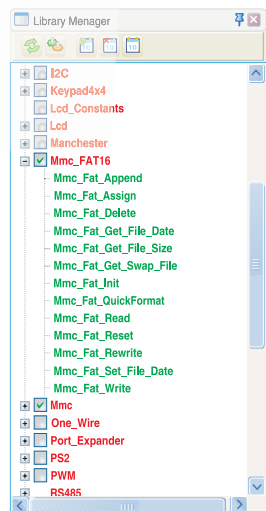 Library Menager
I2C
Keypad4x4
Lcd_Constants
Lcd
Manchester
Mmc_FAT16
Mmc_Fat_Append
Mmc_Fat_Assign
Mmc_Fat_Delete
Mmc_Fat_Get_File_Date
Mmc_Fat_Get_File_Size
Mmc_Fat_Get_Swap_File
Mmc_Fat_Init
Mmc_Fat_QuickFormat
Mmc_Fat_Read
Mmc_Fat_Reset
Mmc_Fat_Rewrite
Mmc_Fat_Set_File_Date
Mmc_Fat_Write
Mmc
One_Wire
Port_Expander
PS2
PWM
RS485